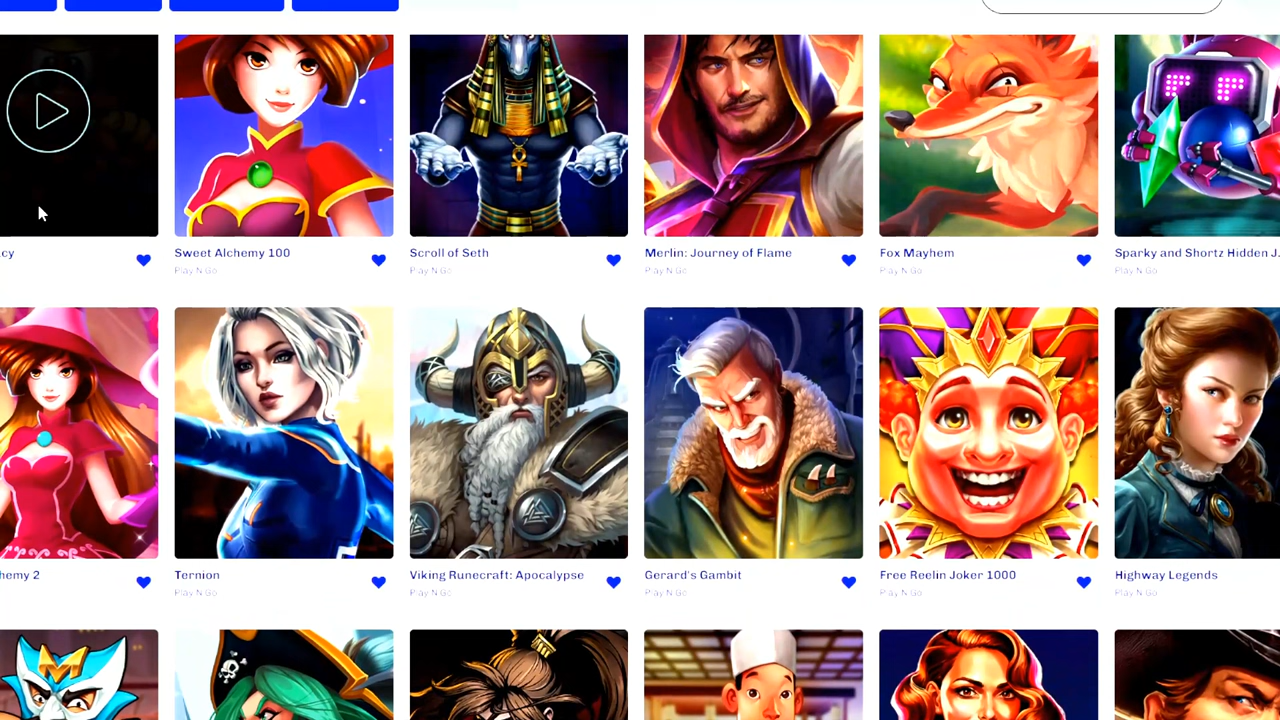 cy
Sweet Alchemy 100
Scroll of Seth
Merlin: Journey of Flame
Fox Mayhem
Sparky and Shortz Hidden J...
Play N Go
Play N Go
Play N Go
Play N Go
Play N Go
hemy 2
Ternion
Viking Runecraft: Apocalypse
Gerard's Gambit
Free Reelin Joker 1000
Highway Legends
Play N Go
Play N Go
Play N Go
Play N Go
Play N Go
M